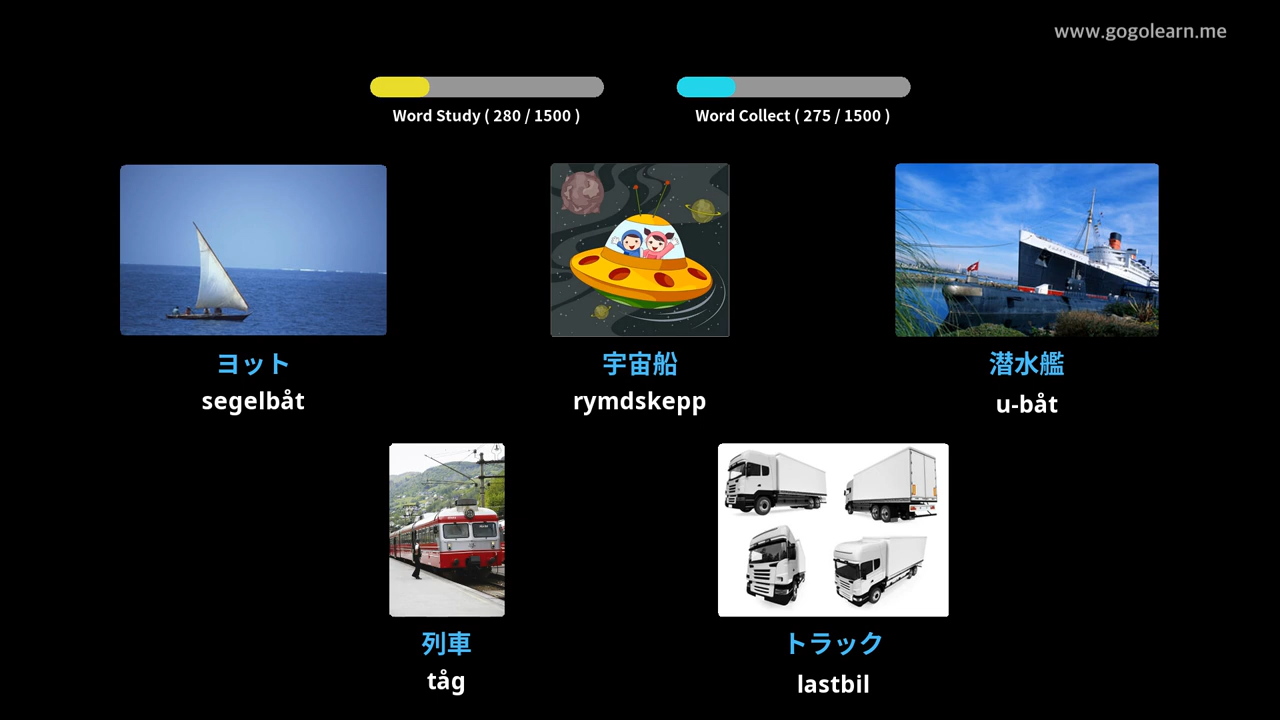 www.gogolearn.me
Word Study ( 280 / 1500 )
Word Collect ( 275 / 1500 )
ヨット
segelbåt
宇宙船
rymdskepp
潜水艦
u-båt
列車
tåg
トラック
lastbil